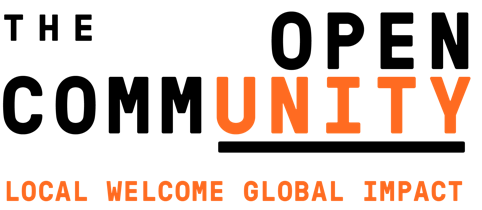 THE OPEN
COMMUNITY
LOCAL WELCOME GLOBAL IMPACT